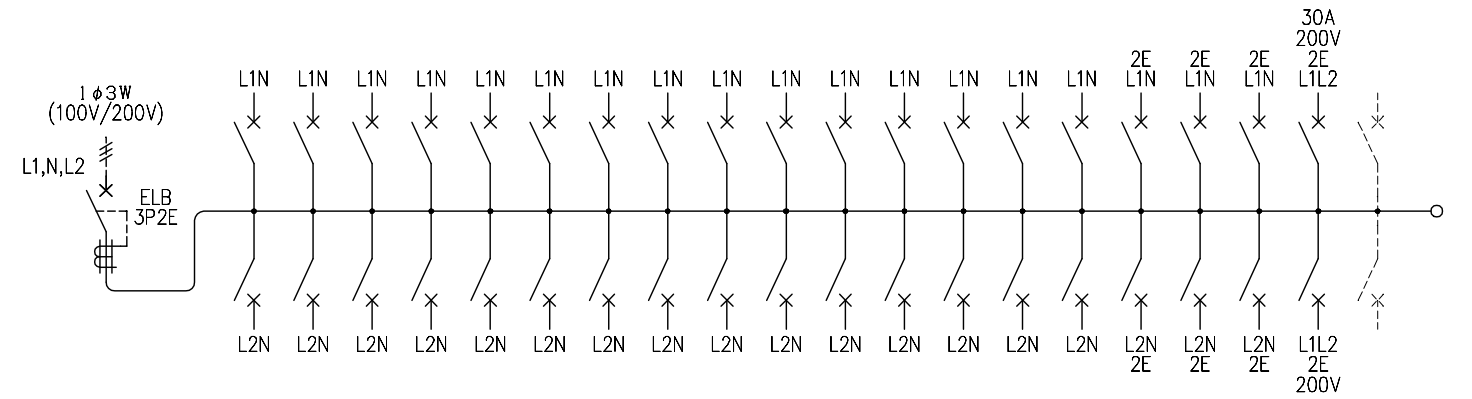 30A
200V
2E 2E 2E 2E
L1N L1N L1N L1N L1N L1N L1N L1N L1N L1N L1N L1N L1N L1N L1N L1N L1N L1N L1L2
1φ3W
(100V/200V)
L1,N,L2
ELB
3P2E
L2N L2N L2N L2N L2N L2N L2N L2N L2N L2N L2N L2N L2N L2N L2N L2N L2N L2N L1L2
2E 2E 2E 2E
200V